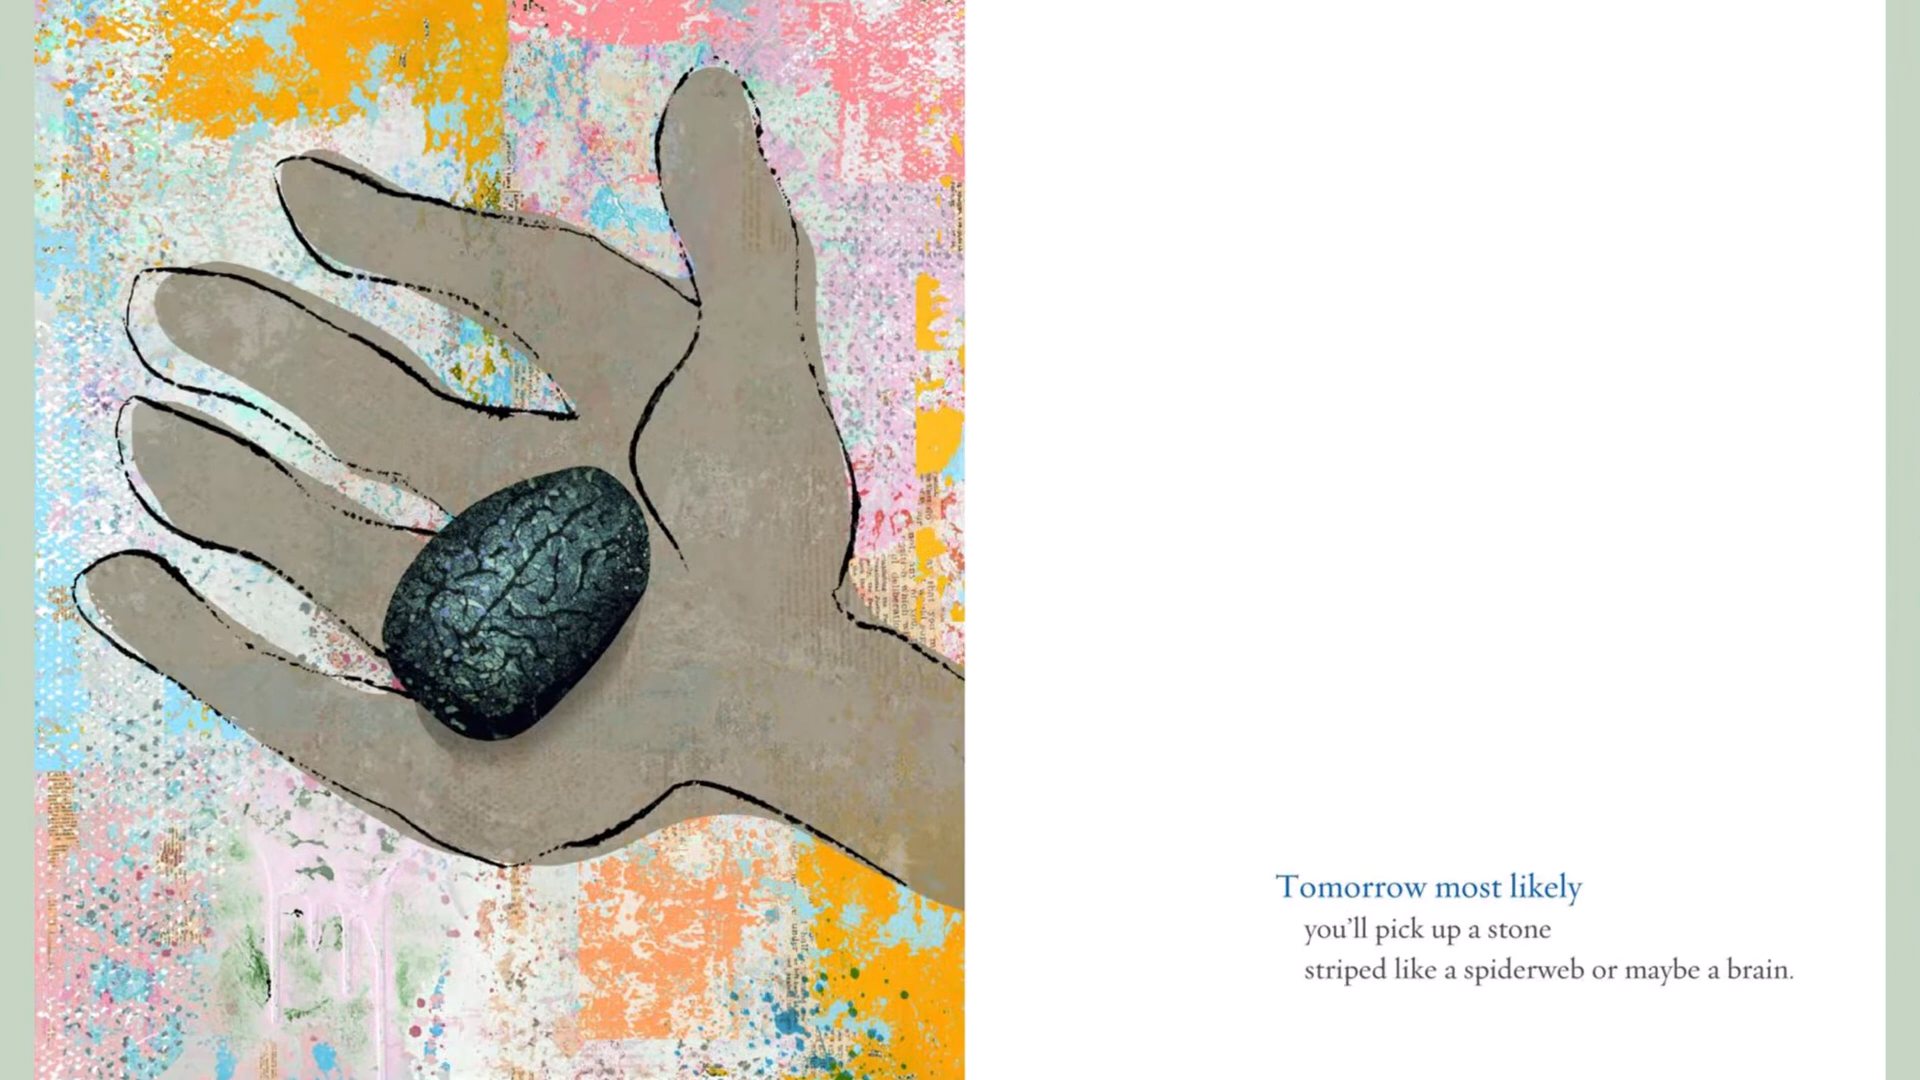 Tomorrow most likely
you'll pick up a stone
striped like a spiderweb or maybe a brain.